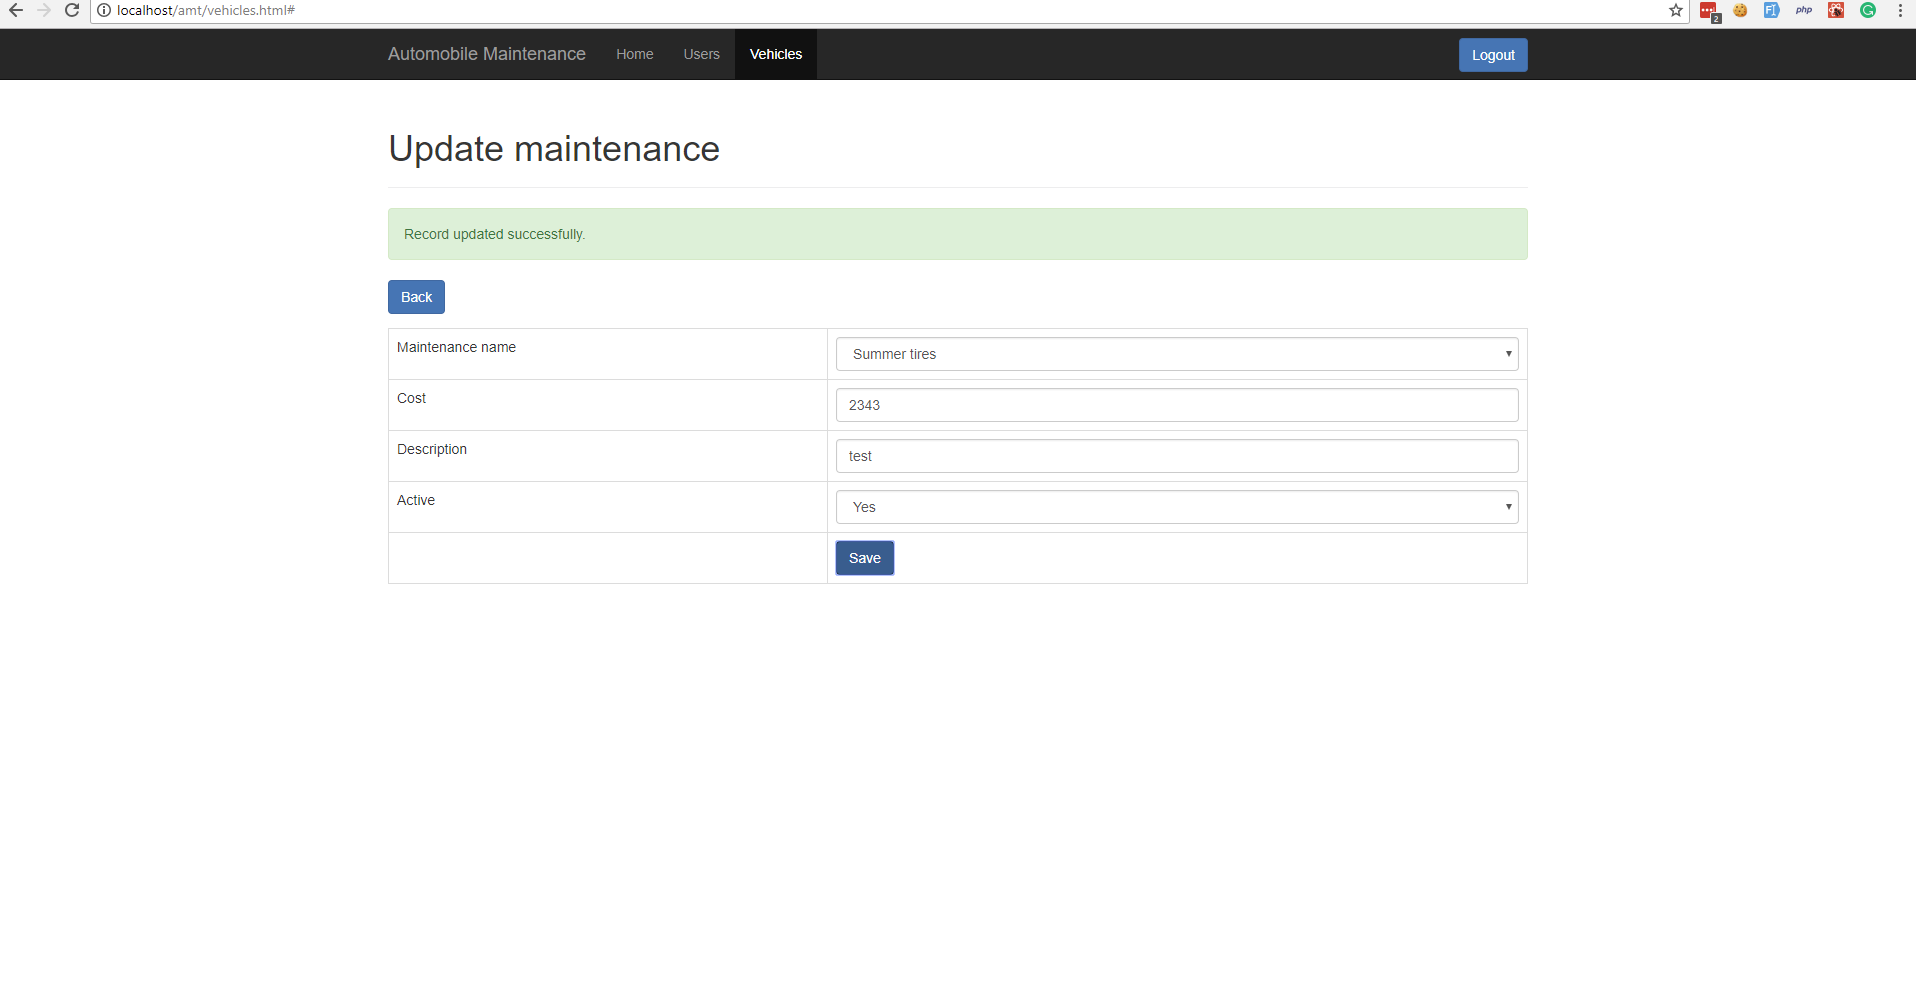 localhost/amt/vehicles.html#
2
php
Automobile Maintenance Home Users Vehicles Logout
Update maintenance
Record updated successfully.
Back
Maintenance name Summer tires
Cost 2343
Description test
Active Yes
Save